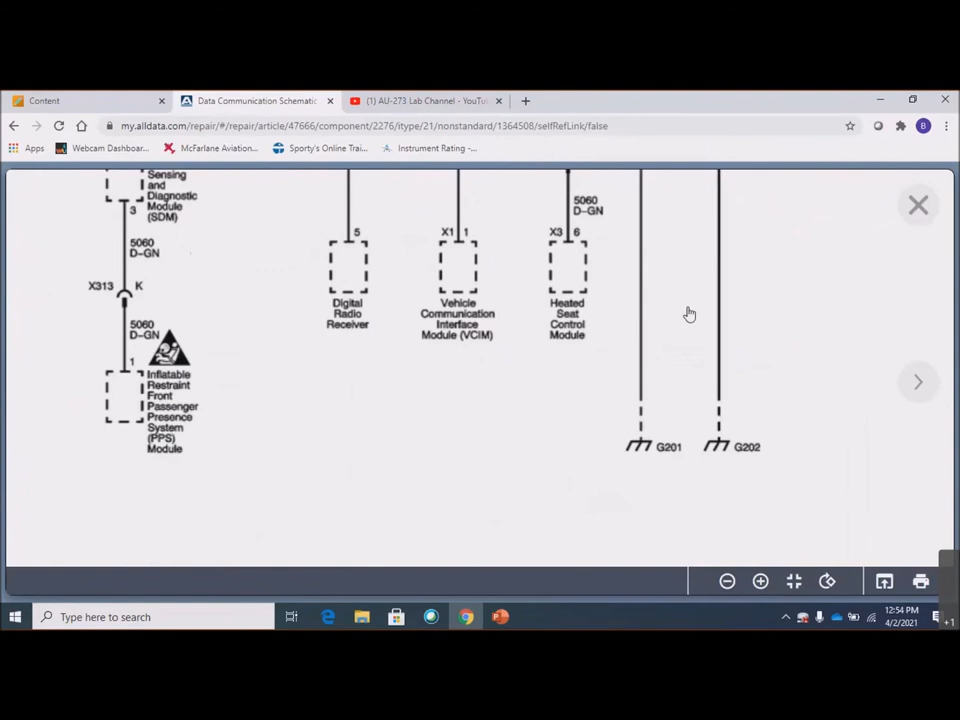 Content
Data Communication Schematic
(1) AU-273 Lab Channel - YouTu
my.alldata.com/repair/#/repair/article/47666/component/2276/itype/21/nonstandard/1364508/selfRefLink/false
B
Apps
Webcam Dashboar...
McFarlane Aviation...
Sporty's Online Trai...
Instrument Rating -...
Sensing
and
Diagnostic
Module
(SDM)
3
5060
D-GN
X313
K
5060
D-GN
1
Inflatable
Restraint
Front
Passenger
Presence
System
(PPS)
Module
5
Digital
Radio
Receiver
X1
1
Vehicle
Communication
Interface
Module (VCIM)
5060
D-GN
X3
6
Heated
Seat
Control
Module
G201
G202
Type here to search
12:54 PM
4/2/2021
+1